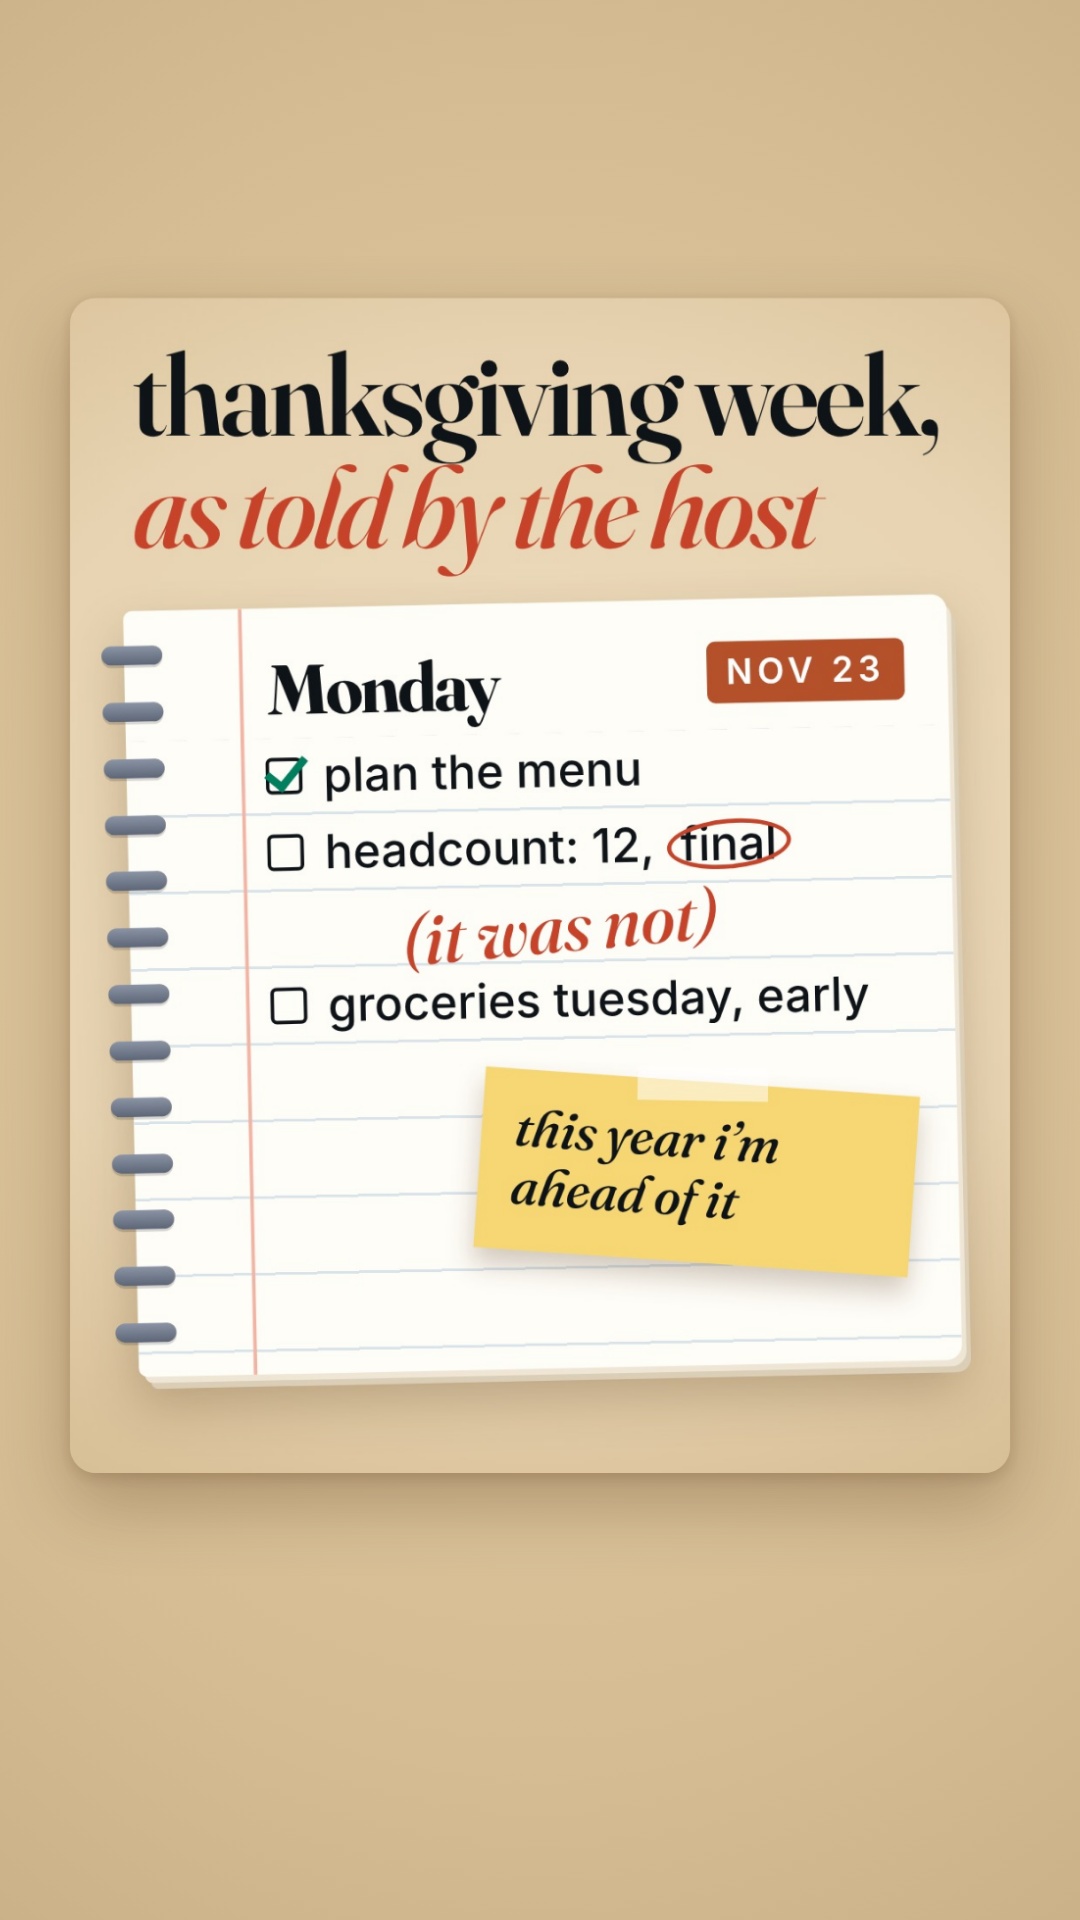 thanksgiving week,
as told by the host
Monday
NOV 23
plan the menu
headcount: 12, final
(it was not)
groceries tuesday, early
this year i’m
ahead of it